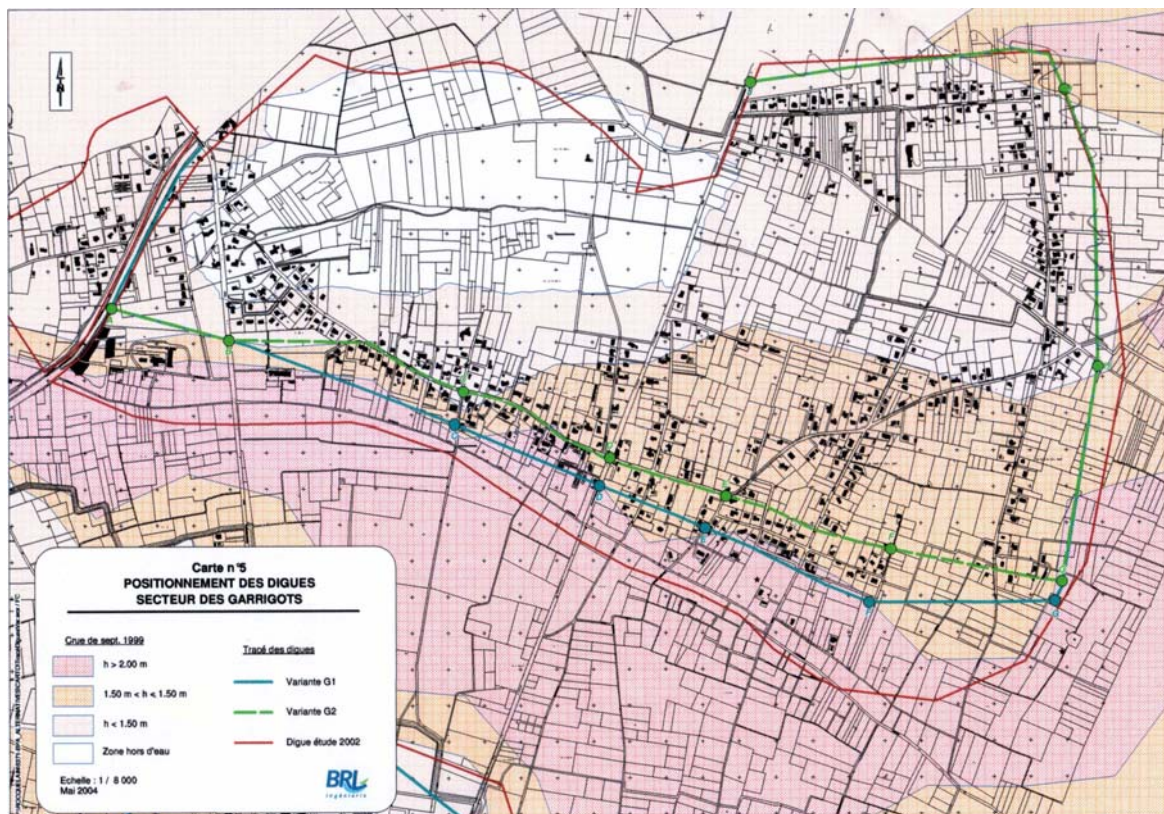 Carte n°5
POSITIONNEMENT DES DIGUES
SECTEUR DES GARRIGOTS
Crue de sept. 1999
h > 2.00 m
1.50 m < h < 1.50 m
h < 1.50 m
Zone hors d'eau
Tracé des digues
Variante G1
Variante G2
Digue étude 2002
Echelle : 1 / 8 000
Mai 2004
BRL
ingénierie